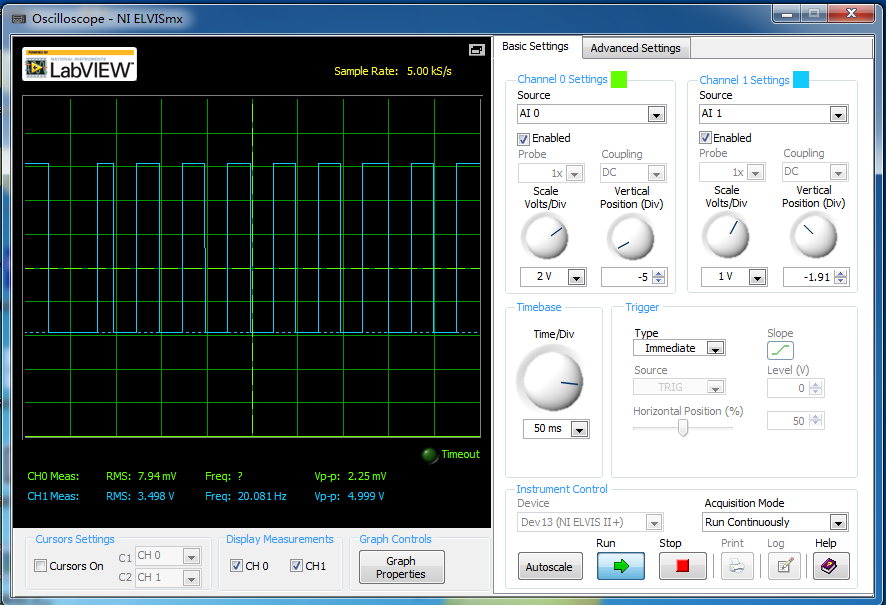 Oscilloscope - NI ELVISmx
POWERED BY
NATIONAL INSTRUMENTS
LabVIEW™
Sample Rate: 5.00 kS/s
Timeout
CH0 Meas: RMS: 7.94 mV Freq: ? Vp-p: 2.25 mV
CH1 Meas: RMS: 3.498 V Freq: 20.081 Hz Vp-p: 4.999 V
Cursors Settings
Cursors On
C1 CH 0
C2 CH 1
Display Measurements
CH 0 CH1
Graph Controls
Graph
Properties
Basic Settings Advanced Settings
Channel 0 Settings
Source
AI 0
Enabled
Probe Coupling
1x DC
Scale Vertical
Volts/Div Position (Div)
2 V -5
Channel 1 Settings
Source
AI 1
Enabled
Probe Coupling
1x DC
Scale Vertical
Volts/Div Position (Div)
1 V -1.91
Timebase
Time/Div
50 ms
Trigger
Type Slope
Immediate
Source Level (V)
TRIG 0
Horizontal Position (%)
50
Instrument Control
Device Acquisition Mode
Dev13 (NI ELVIS II+) Run Continuously
Run Stop Print Log Help
Autoscale